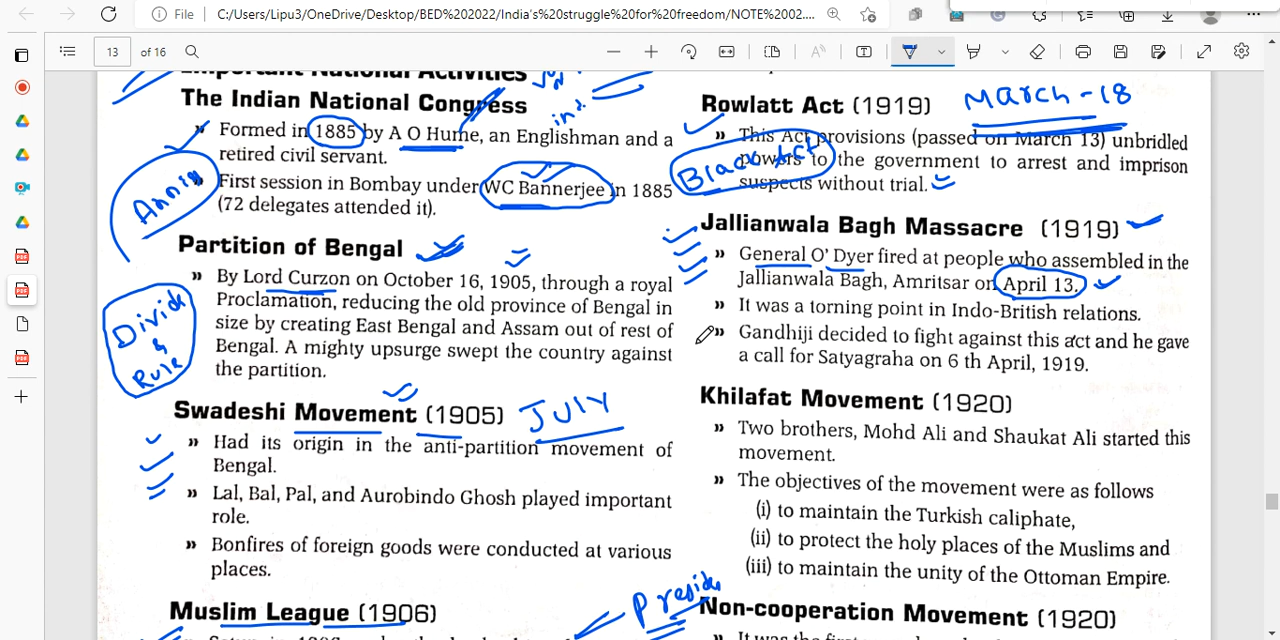 File
C:/Users/Lipu3/OneDrive/Desktop/BED%202022/India's%20struggle%20for%20freedom/NOTE%2002....
13 of 16
Important National Activities
The Indian National Congress
» Formed in 1885 by A O Hume, an Englishman and a
retired civil servant.
» First session in Bombay under WC Bannerjee in 1885
(72 delegates attended it).
Partition of Bengal
» By Lord Curzon on October 16, 1905, through a royal
Proclamation, reducing the old province of Bengal in
size by creating East Bengal and Assam out of rest of
Bengal. A mighty upsurge swept the country against
the partition.
Divide
&
Rule
Swadeshi Movement (1905) JULY
» Had its origin in the anti-partition movement of
Bengal.
» Lal, Bal, Pal, and Aurobindo Ghosh played important
role.
» Bonfires of foreign goods were conducted at various
places.
Muslim League (1906)
Rowlatt Act (1919) March-18
» This Act provisions (passed on March 13) unbridled
powers to the government to arrest and imprison
suspects without trial.
Black Act
Jallianwala Bagh Massacre (1919)
» General O' Dyer fired at people who assembled in the
Jallianwala Bagh, Amritsar on April 13.
» It was a torning point in Indo-British relations.
» Gandhiji decided to fight against this act and he gave
a call for Satyagraha on 6 th April, 1919.
Khilafat Movement (1920)
» Two brothers, Mohd Ali and Shaukat Ali started this
movement.
» The objectives of the movement were as follows
(i) to maintain the Turkish caliphate,
(ii) to protect the holy places of the Muslims and
(iii) to maintain the unity of the Ottoman Empire.
Non-cooperation Movement (1920)